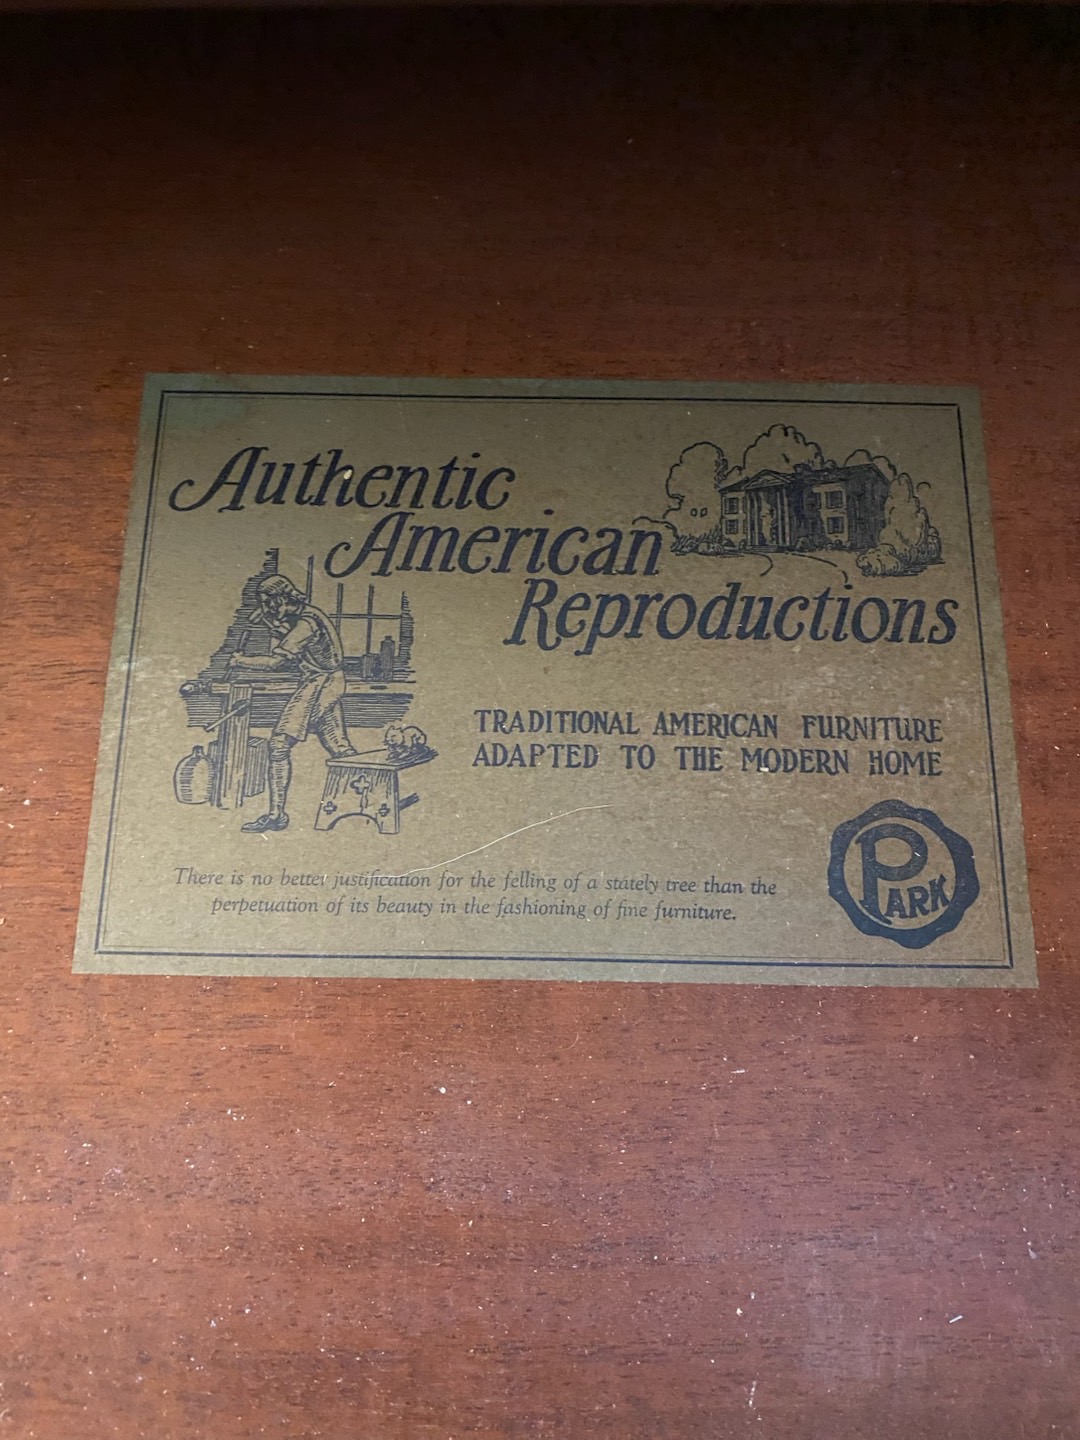 Authentic
American
Reproductions
TRADITIONAL AMERICAN FURNITURE
ADAPTED TO THE MODERN HOME
There is no better justification for the felling of a stately tree than the
perpetuation of its beauty in the fashioning of fine furniture.
PARK